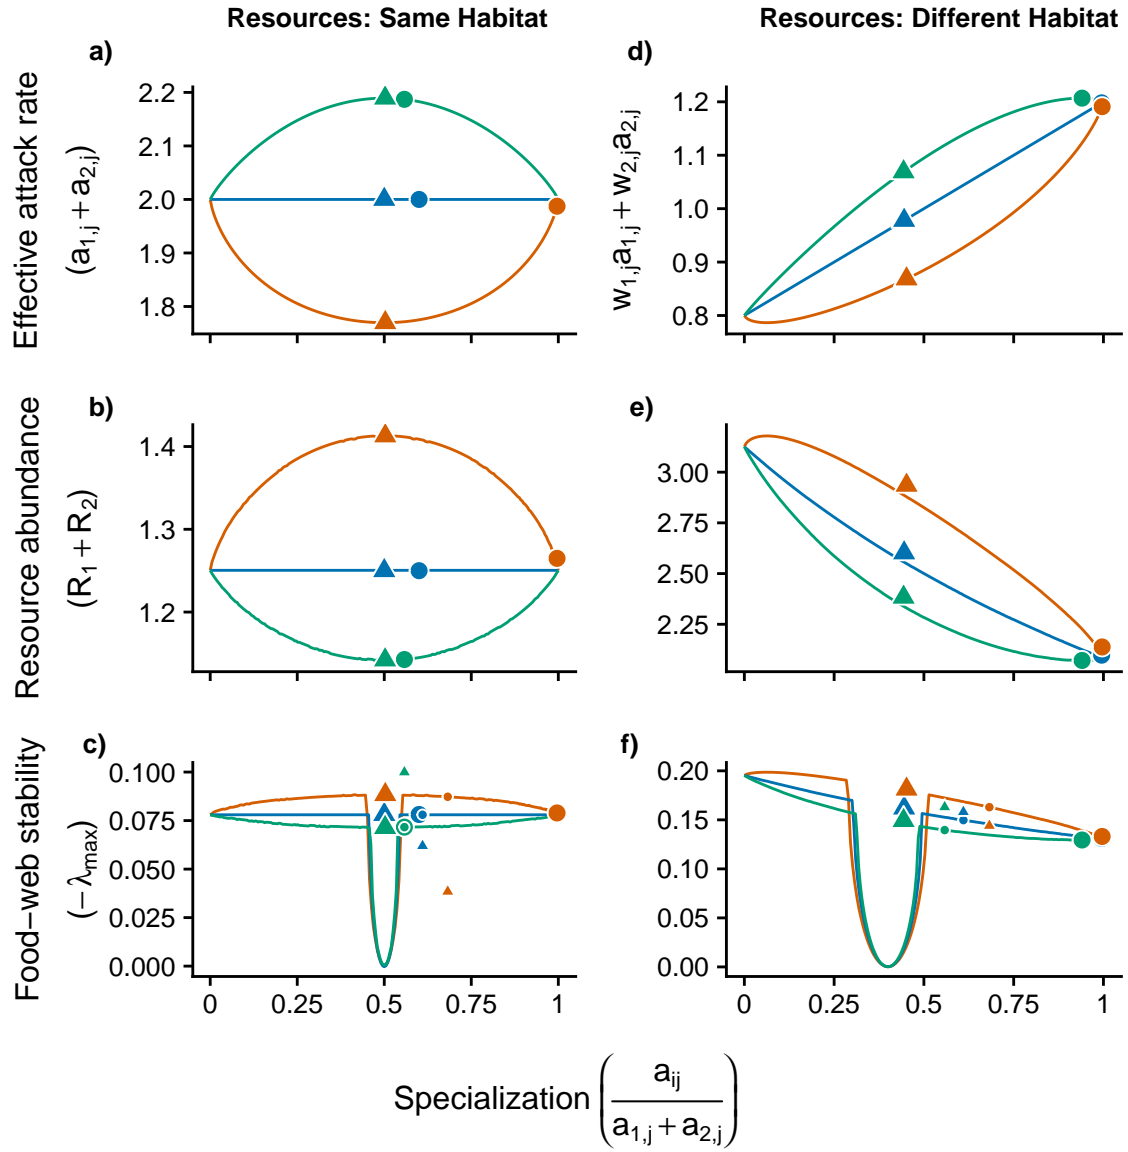 Resources: Same Habitat
Resources: Different Habitat
a)
Effective attack rate
(a1,j + a2,j)
2.2
2.1
2.0
1.9
1.8
d)
w1,ja1,j + w2,ja2,j
1.2
1.1
1.0
0.9
0.8
b)
Resource abundance
(R1 + R2)
1.4
1.3
1.2
e)
3.00
2.75
2.50
2.25
c)
Food−web stability
(−λmax)
0.100
0.075
0.050
0.025
0.000
0
0.25
0.5
0.75
1
f)
0.20
0.15
0.10
0.05
0.00
0
0.25
0.5
0.75
1
Specialization (aij / a1,j + a2,j)